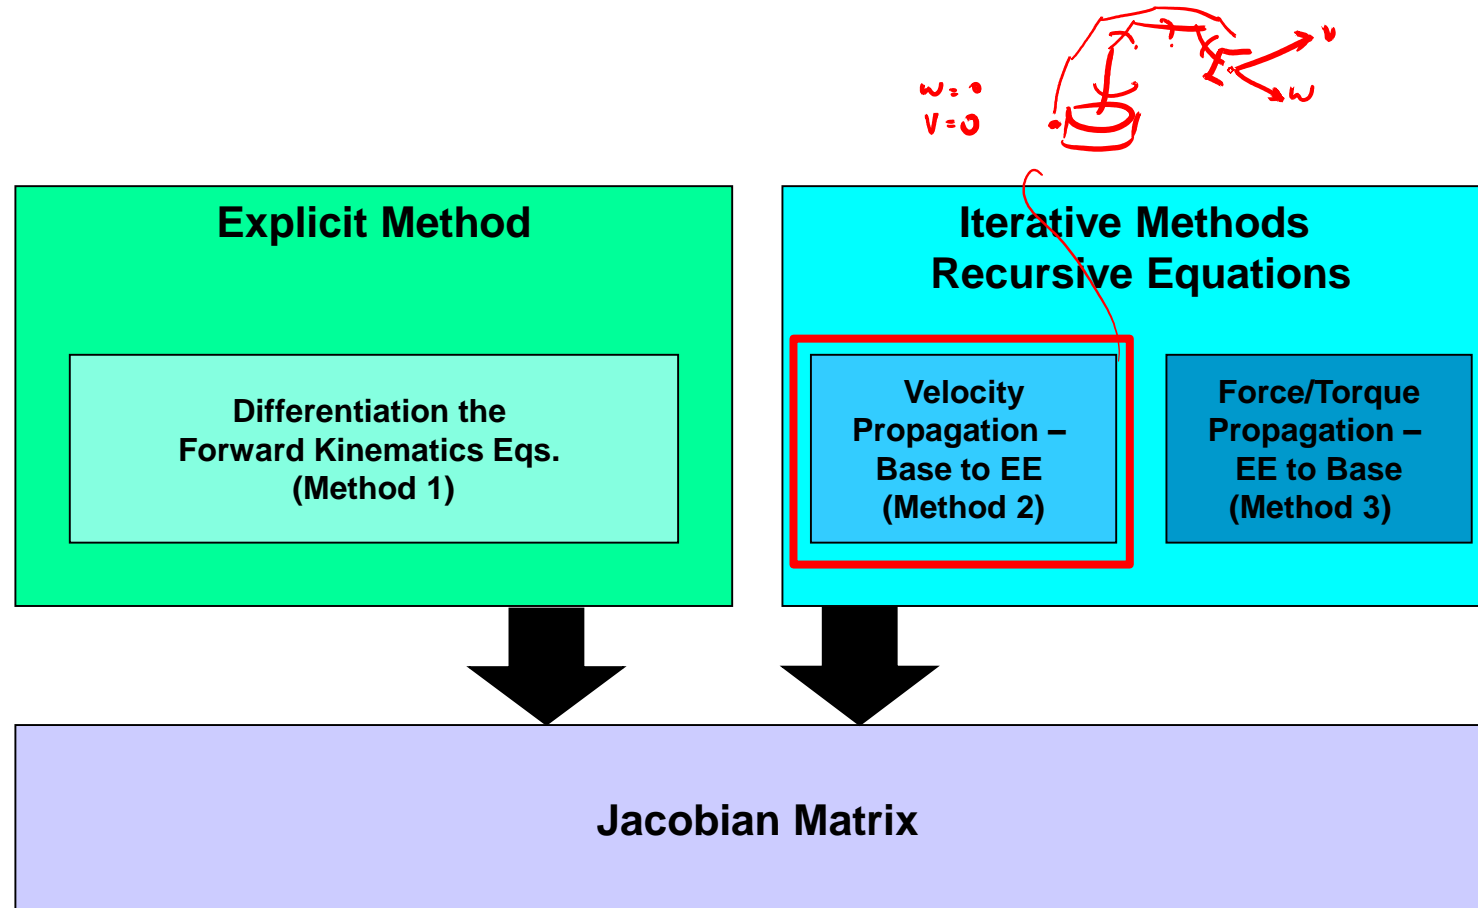 v
w = 0
w
V = 0
Explicit Method
Iterative Methods
Recursive Equations
Differentiation the
Forward Kinematics Eqs.
(Method 1)
Velocity
Propagation –
Base to EE
(Method 2)
Force/Torque
Propagation –
EE to Base
(Method 3)
Jacobian Matrix